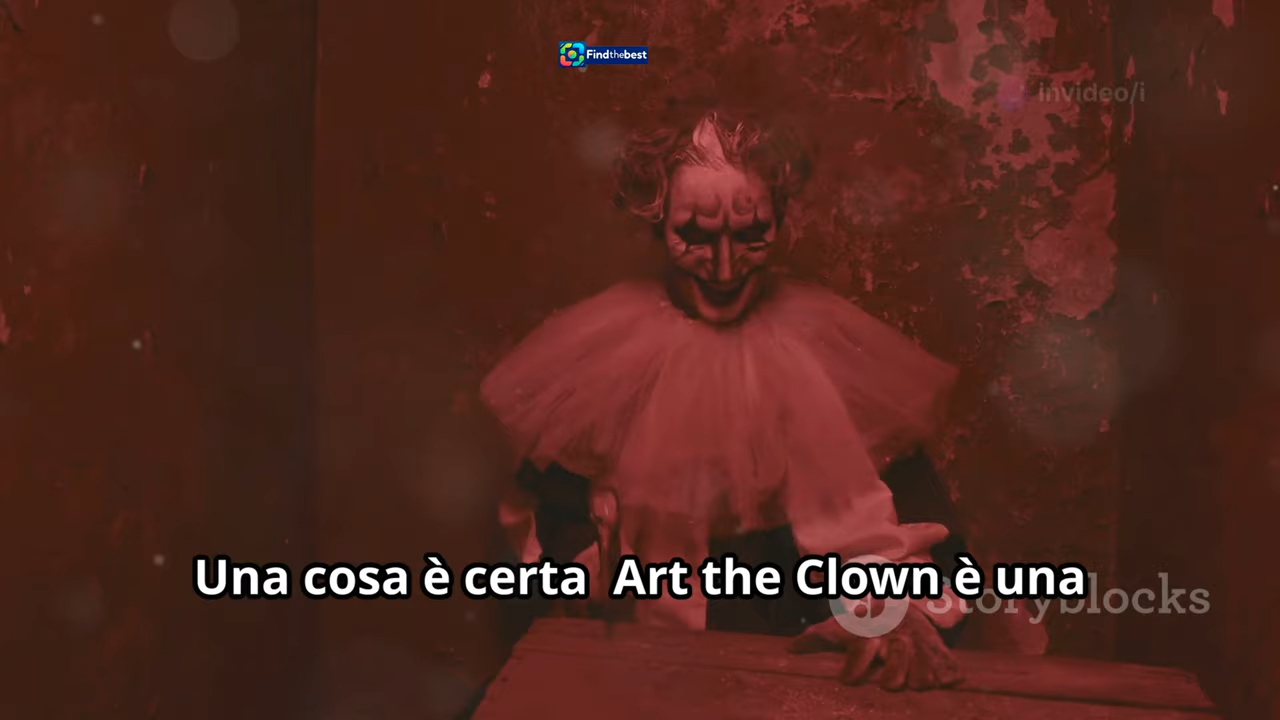 Findthebest
invideo/i
Una cosa è certa  Art the Clown è una
Storyblocks